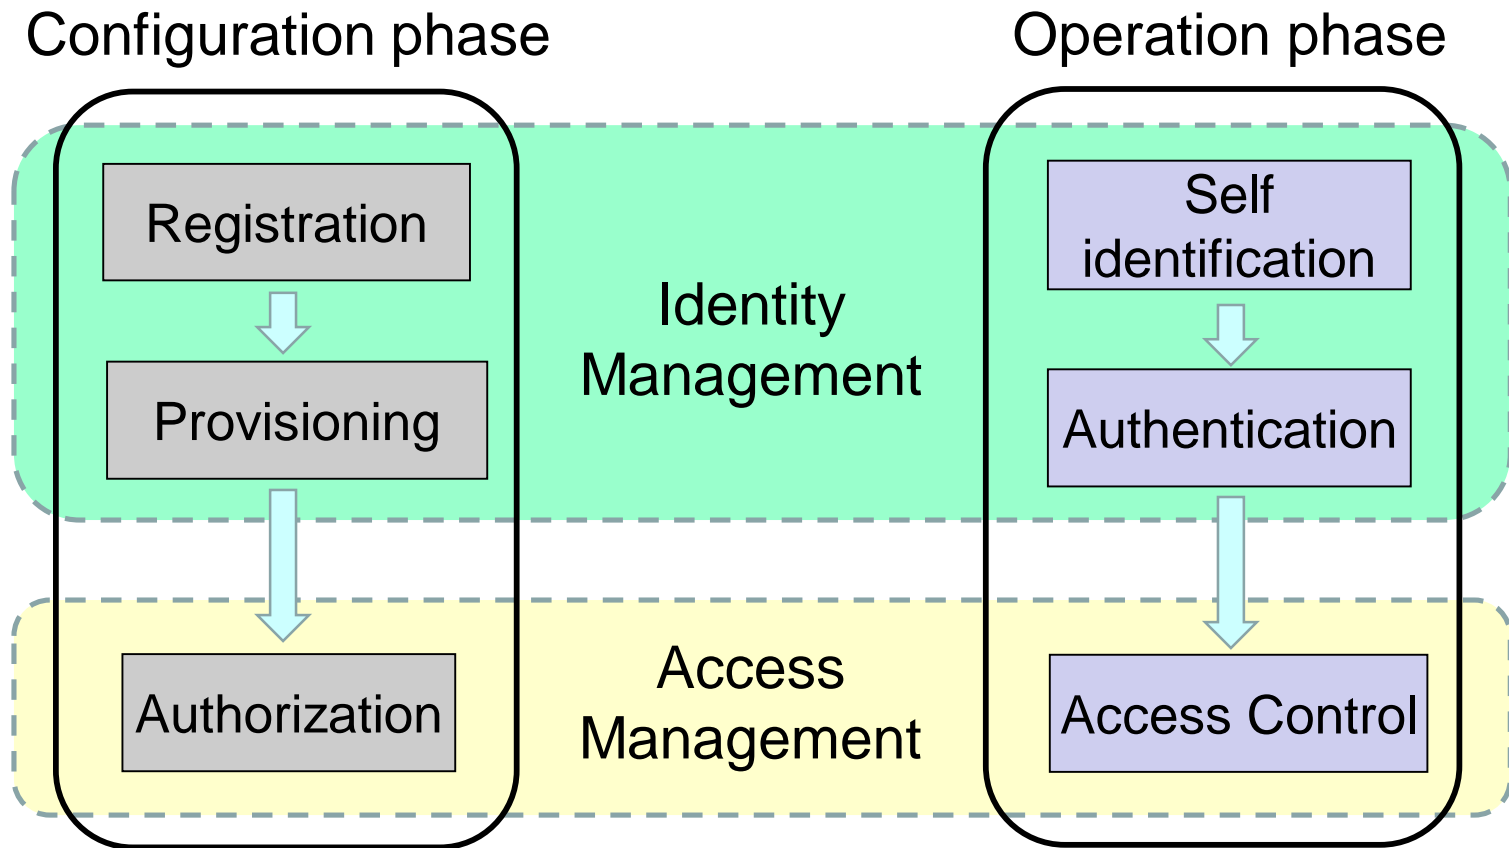 Configuration phase
Operation phase
Registration
Provisioning
Authorization
Identity
Management
Access
Management
Self
identification
Authentication
Access Control